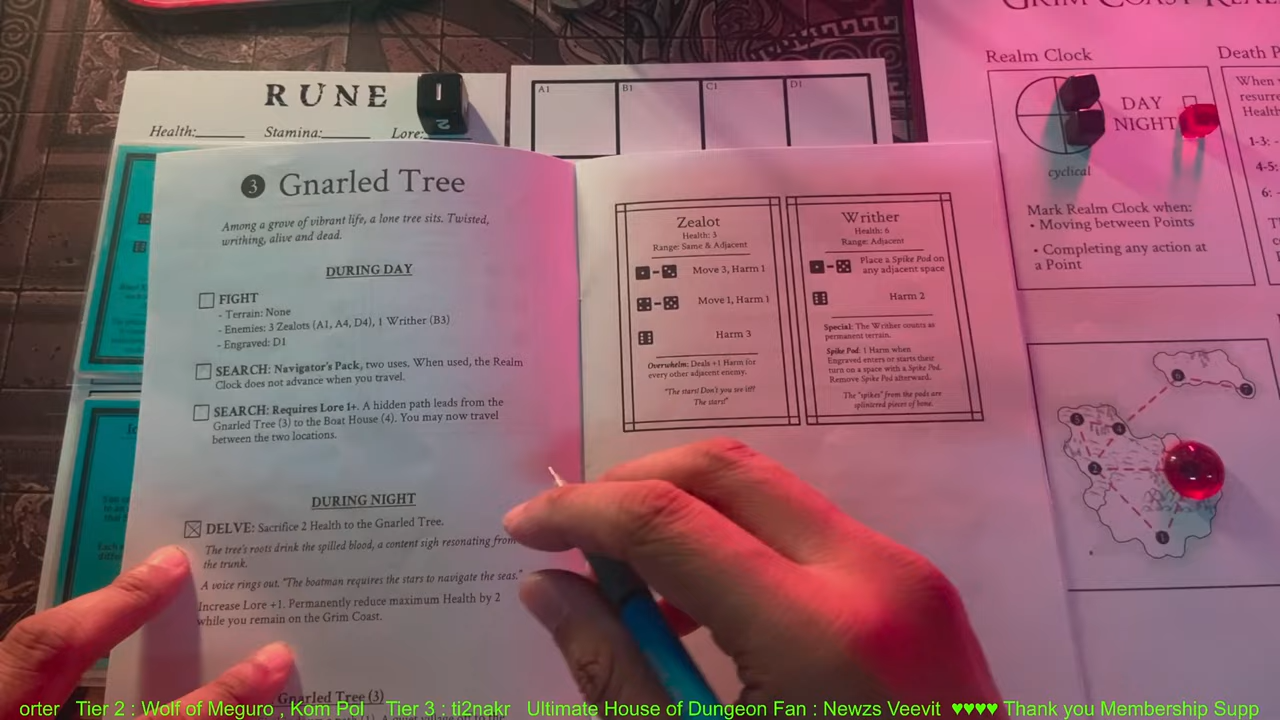 RUNE
Health:_____ Stamina:_____ Lore:
A1 B1 C1 D1
GRIM COAST
Realm Clock
DAY
NIGHT
cyclical
Mark Realm Clock when:
• Moving between Points
• Completing any action at
a Point
Death
When
1-3:
4-5:
6:
3 Gnarled Tree
Among a grove of vibrant life, a lone tree sits. Twisted,
writhing, alive and dead.
DURING DAY
FIGHT
- Terrain: None
- Enemies: 3 Zealots (A1, A4, D4), 1 Writher (B3)
- Engraved: D1
SEARCH: Navigator's Pack, two uses. When used, the Realm
Clock does not advance when you travel.
SEARCH: Requires Lore 1+. A hidden path leads from the
Gnarled Tree (3) to the Boat House (4). You may now travel
between the two locations.
DURING NIGHT
DELVE: Sacrifice 2 Health to the Gnarled Tree.
The tree's roots drink the spilled blood, a content sigh resonating from
the trunk.
A voice rings out. "The boatman requires the stars to navigate the seas."
Increase Lore +1. Permanently reduce maximum Health by 2
while you remain on the Grim Coast.
Gnarled Tree (3)
Zealot
Health: 3
Range: Same & Adjacent
Move 3, Harm 1
Move 1, Harm 1
Harm 3
Overwhelm: Deals +1 Harm for
every other adjacent enemy.
"The stars! Don't you see it?!
The stars!"
Writher
Health: 6
Range: Adjacent
Place a Spike Pod on
any adjacent space
Harm 2
Special: The Writher counts as
permanent terrain.
Spike Pod: 1 Harm when
Engraved enters or starts their
turn on a space with a Spike Pod.
Remove Spike Pod afterward.
The "spikes" from the pods are
splintered pieces of bone.
orter Tier 2 : Wolf of Meguro , Kom Pol Tier 3 : ti2nakr Ultimate House of Dungeon Fan : Newzs Veevit ♥♥♥♥ Thank you Membership Supp